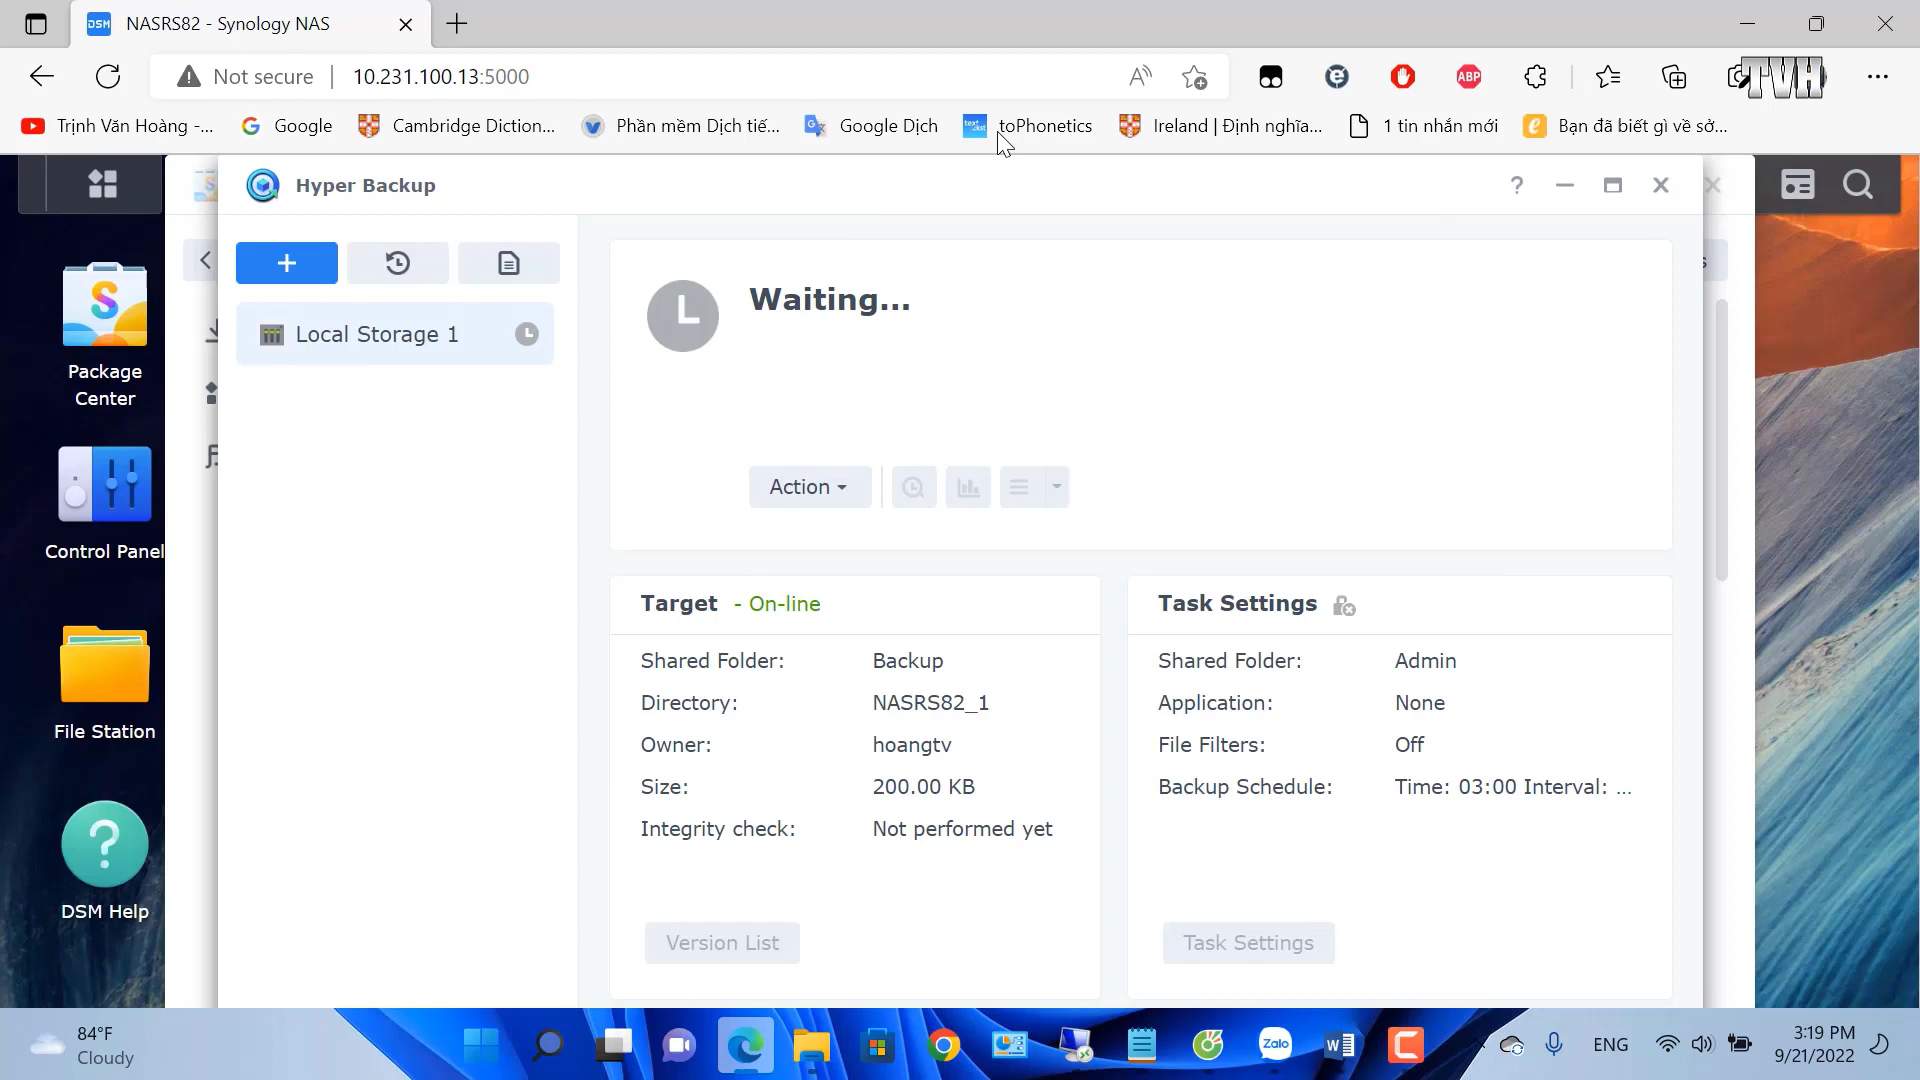 NASRS82 - Synology NAS
Not secure
10.231.100.13:5000
ABP
TVH
Trịnh Văn Hoàng -...
Google
Cambridge Diction...
Phần mềm Dịch tiế...
Google Dịch
toPhonetics
Ireland | Định nghĩa...
1 tin nhắn mới
Bạn đã biết gì về sở...
Hyper Backup
Local Storage 1
Waiting...
Action
Package
Center
Control Panel
File Station
DSM Help
Target - On-line
Shared Folder: Backup
Directory: NASRS82_1
Owner: hoangtv
Size: 200.00 KB
Integrity check: Not performed yet
Version List
Task Settings
Shared Folder: Admin
Application: None
File Filters: Off
Backup Schedule: Time: 03:00 Interval: ...
Task Settings
84°F
Cloudy
Zalo
ENG
3:19 PM
9/21/2022